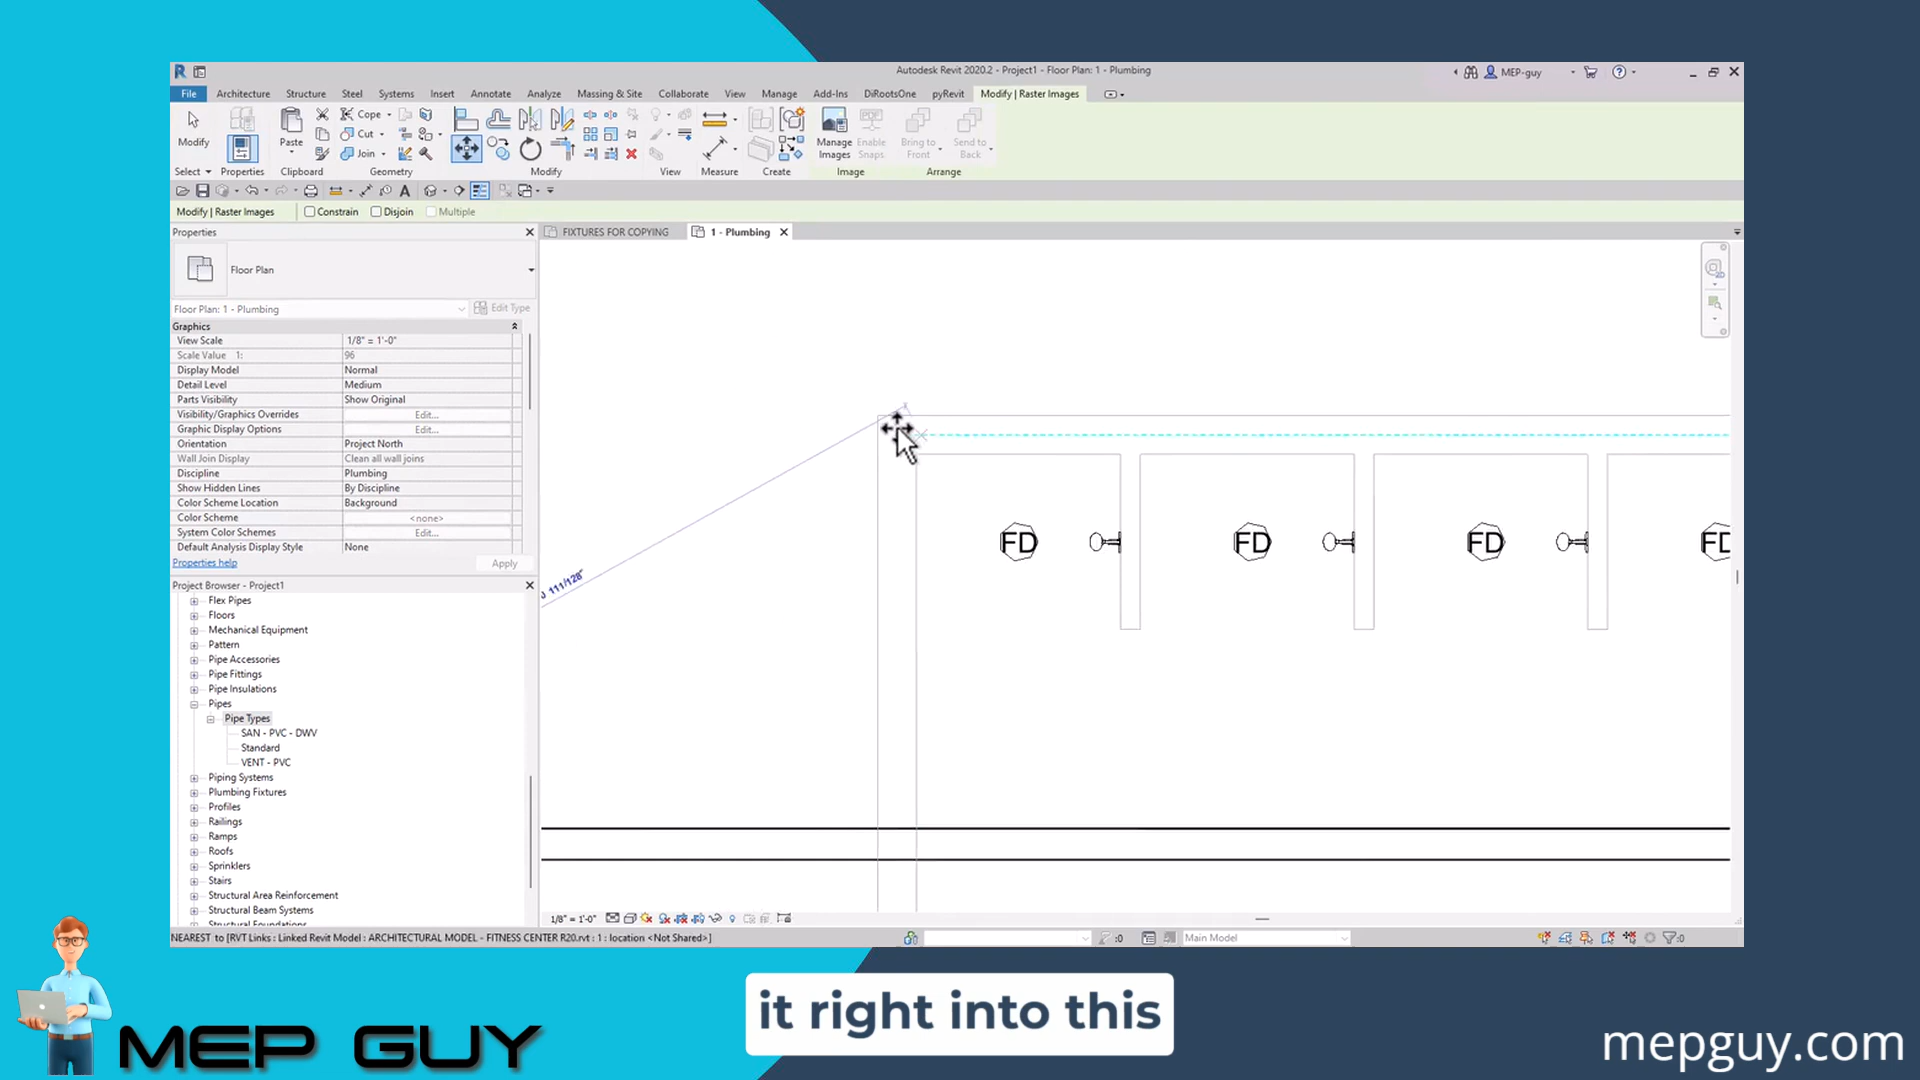 Autodesk Revit 2020.2 - Project1 - Floor Plan: 1 - Plumbing
MEP-guy
File Architecture Structure Steel Systems Insert Annotate Analyze Massing & Site Collaborate View Manage Add-Ins DiRootsOne pyRevit Modify | Raster Images
Cope
Cut
Join
Modify
Paste
Manage Images
Enable Snaps
Bring to Front
Send to Back
Select Properties Clipboard Geometry Modify View Measure Create Image Arrange
Modify | Raster Images Constrain Disjoin Multiple
Properties
FIXTURES FOR COPYING
1 - Plumbing
Floor Plan
Floor Plan: 1 - Plumbing
Edit Type
Graphics
View Scale 1/8" = 1'-0"
Scale Value 1: 96
Display Model Normal
Detail Level Medium
Parts Visibility Show Original
Visibility/Graphics Overrides Edit...
Graphic Display Options Edit...
Orientation Project North
Wall Join Display Clean all wall joins
Discipline Plumbing
Show Hidden Lines By Discipline
Color Scheme Location Background
Color Scheme <none>
System Color Schemes Edit...
Default Analysis Display Style None
Properties help
Apply
Project Browser - Project1
Flex Pipes
Floors
Mechanical Equipment
Pattern
Pipe Accessories
Pipe Fittings
Pipe Insulations
Pipes
Pipe Types
SAN - PVC - DWV
Standard
VENT - PVC
Piping Systems
Plumbing Fixtures
Profiles
Railings
Ramps
Roofs
Sprinklers
Stairs
Structural Area Reinforcement
Structural Beam Systems
111/128"
FD FD FD
1/8" = 1'-0"
NEAREST to [RVT Links : Linked Revit Model : ARCHITECTURAL MODEL - FITNESS CENTER R20.rvt : 1 : location <Not Shared>]
:0
Main Model
:0
MEP GUY
it right into this
mepguy.com